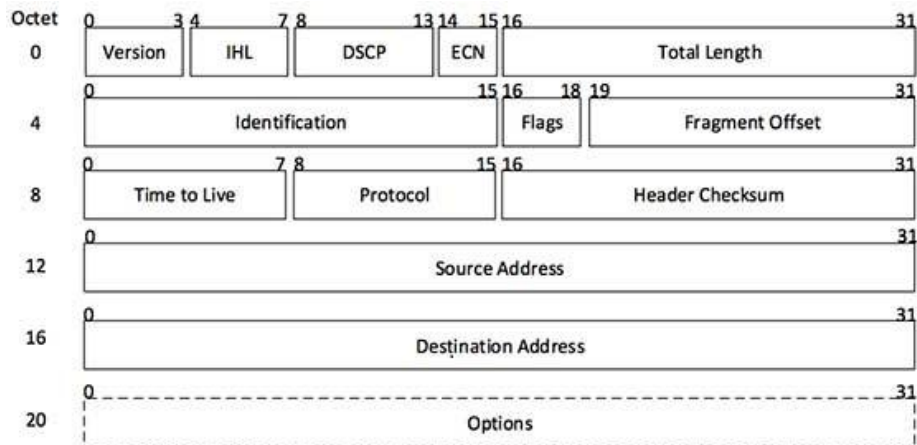 Octet 0 3 4 7 8 13 14 15 16 31
0 Version IHL DSCP ECN Total Length
0 15 16 18 19 31
4 Identification Flags Fragment Offset
0 7 8 15 16 31
8 Time to Live Protocol Header Checksum
0 31
12 Source Address
0 31
16 Destination Address
0 31
20 Options